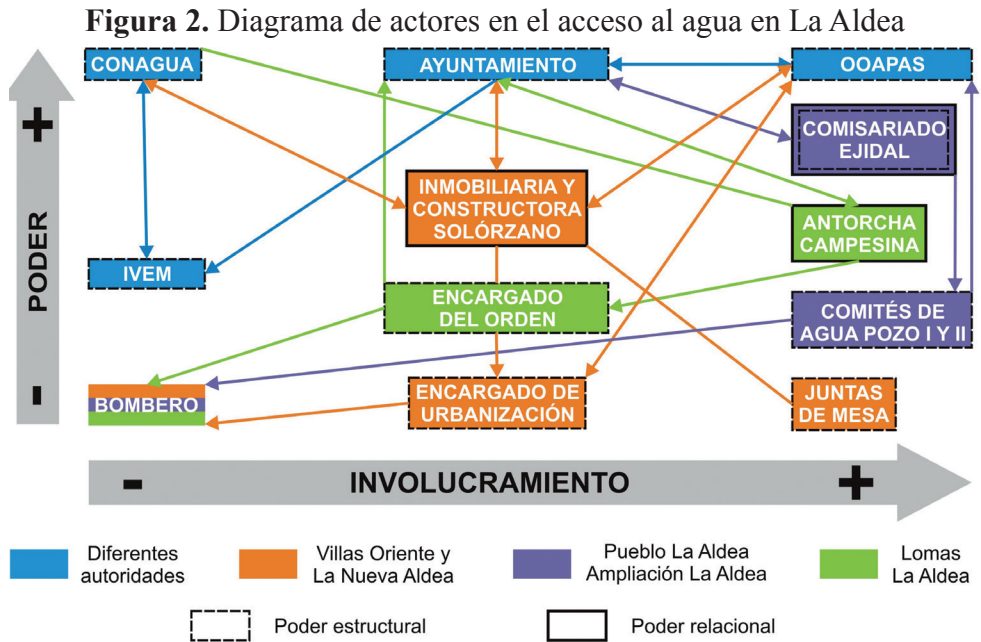 Figura 2. Diagrama de actores en el acceso al agua en La Aldea
CONAGUA
AYUNTAMIENTO
OOAPAS
+
COMISARIADO
EJIDAL
INMOBILIARIA Y
CONSTRUCTORA
SOLÓRZANO
ANTORCHA
CAMPESINA
PODER
IVEM
ENCARGADO
DEL ORDEN
COMITÉS DE
AGUA POZO I Y II
-
BOMBERO
ENCARGADO DE
URBANIZACIÓN
JUNTAS
DE MESA
- INVOLUCRAMIENTO +
Diferentes
autoridades
Villas Oriente y
La Nueva Aldea
Pueblo La Aldea
Ampliación La Aldea
Lomas
La Aldea
Poder estructural
Poder relacional